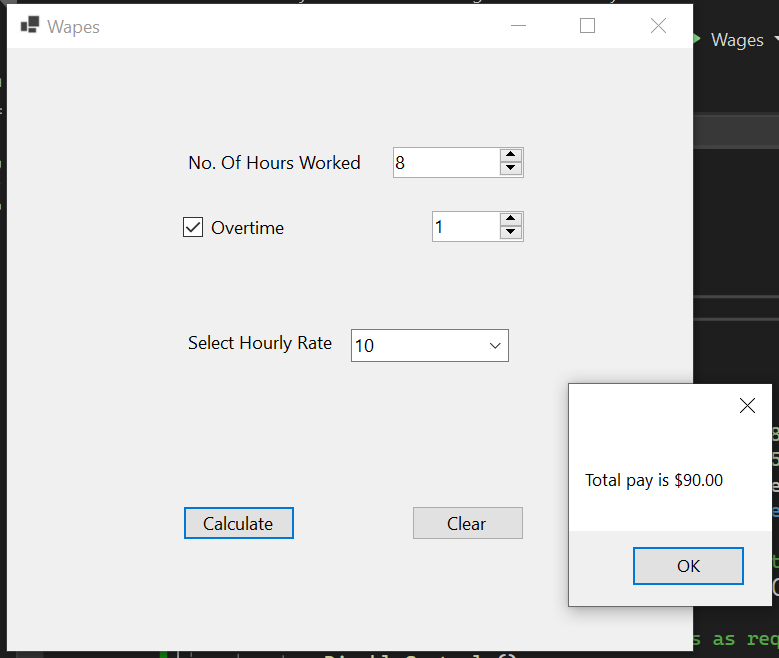 Wapes
Wages
No. Of Hours Worked 8
Overtime 1
Select Hourly Rate 10
Total pay is $90.00
Calculate Clear
OK
s as req